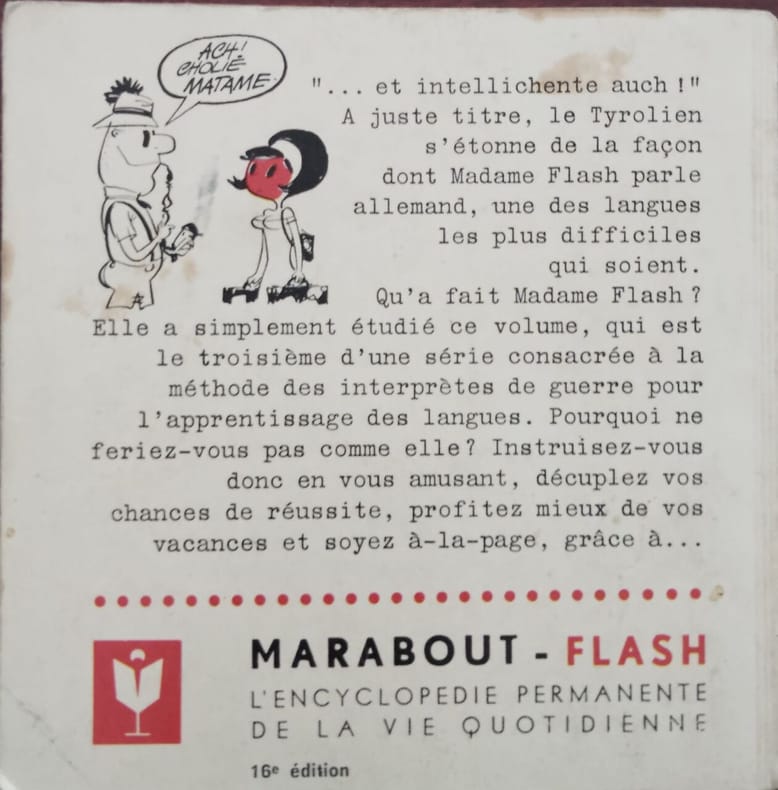 ACH!
CHOLIE
MATAME.
"... et intellichente auch !"
A juste titre, le Tyrolien
s'étonne de la façon
dont Madame Flash parle
allemand, une des langues
les plus difficiles
qui soient.
Qu'a fait Madame Flash ?
Elle a simplement étudié ce volume, qui est
le troisième d'une série consacrée à la
méthode des interprètes de guerre pour
l'apprentissage des langues. Pourquoi ne
feriez-vous pas comme elle? Instruisez-vous
donc en vous amusant, décuplez vos
chances de réussite, profitez mieux de vos
vacances et soyez à-la-page, grâce à...
MARABOUT - FLASH
L'ENCYCLOPEDIE PERMANENTE
DE LA VIE QUOTIDIENNE
16e édition